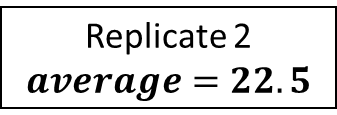 Replicate 2
average = 22.5